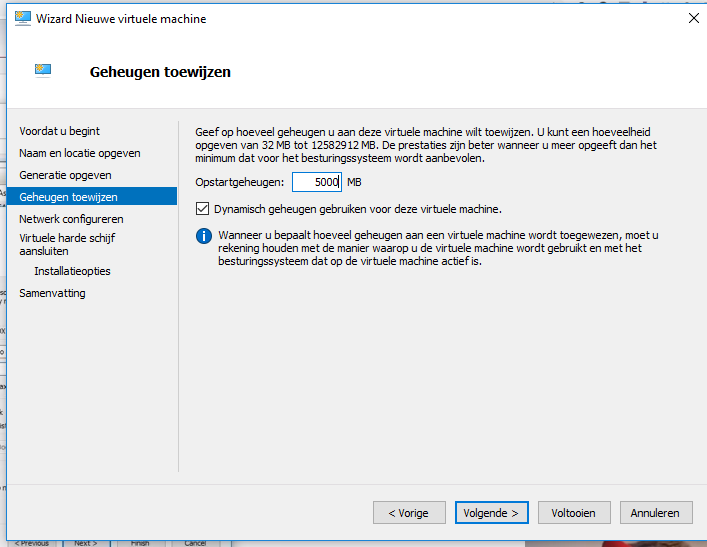 Wizard Nieuwe virtuele machine
Geheugen toewijzen
Voordat u begint
Naam en locatie opgeven
Generatie opgeven
Geheugen toewijzen
Netwerk configureren
Virtuele harde schijf
aansluiten
Installatieopties
Samenvatting
Geef op hoeveel geheugen u aan deze virtuele machine wilt toewijzen. U kunt een hoeveelheid
opgeven van 32 MB tot 12582912 MB. De prestaties zijn beter wanneer u meer opgeeft dan het
minimum dat voor het besturingssysteem wordt aanbevolen.
Opstartgeheugen: 5000 MB
Dynamisch geheugen gebruiken voor deze virtuele machine.
Wanneer u bepaalt hoeveel geheugen aan een virtuele machine wordt toegewezen, moet u
rekening houden met de manier waarop u de virtuele machine wordt gebruikt en met het
besturingssysteem dat op de virtuele machine actief is.
< Vorige
Volgende >
Voltooien
Annuleren
< Previous
Next >
Finish
Cancel